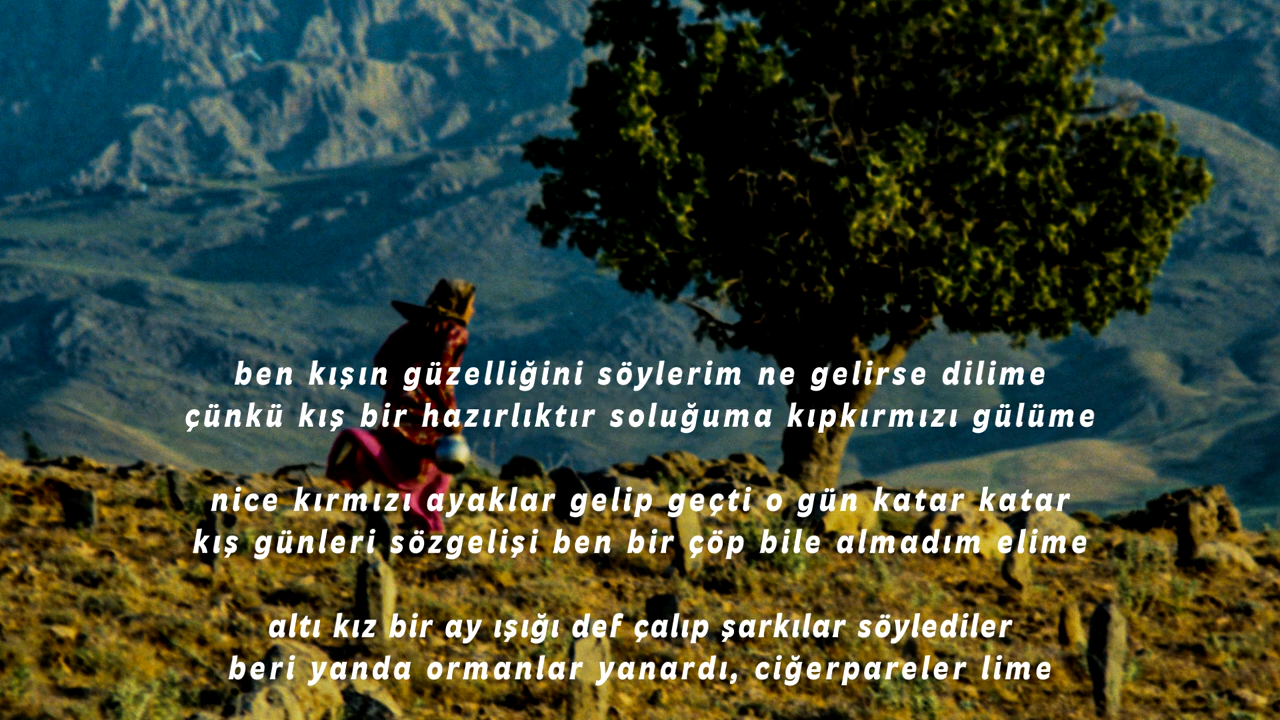 ben kışın güzelliğini söylerim ne gelirse dilime
çünkü kış bir hazırlıktır soluğuma kıpkırmızı gülüme
nice kırmızı ayaklar gelip geçti o gün katar katar
kış günleri sözgelişi ben bir çöp bile almadım elime
altı kız bir ay ışığı def çalıp şarkılar söylediler
beri yanda ormanlar yanardı, ciğerpareler lime